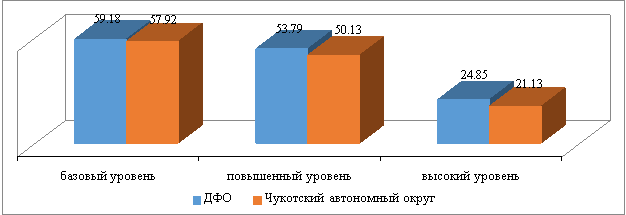 59.18 57.92
53.79 50.13
24.85 21.13
базовый уровень повышенный уровень высокий уровень
ДФО Чукотский автономный округ